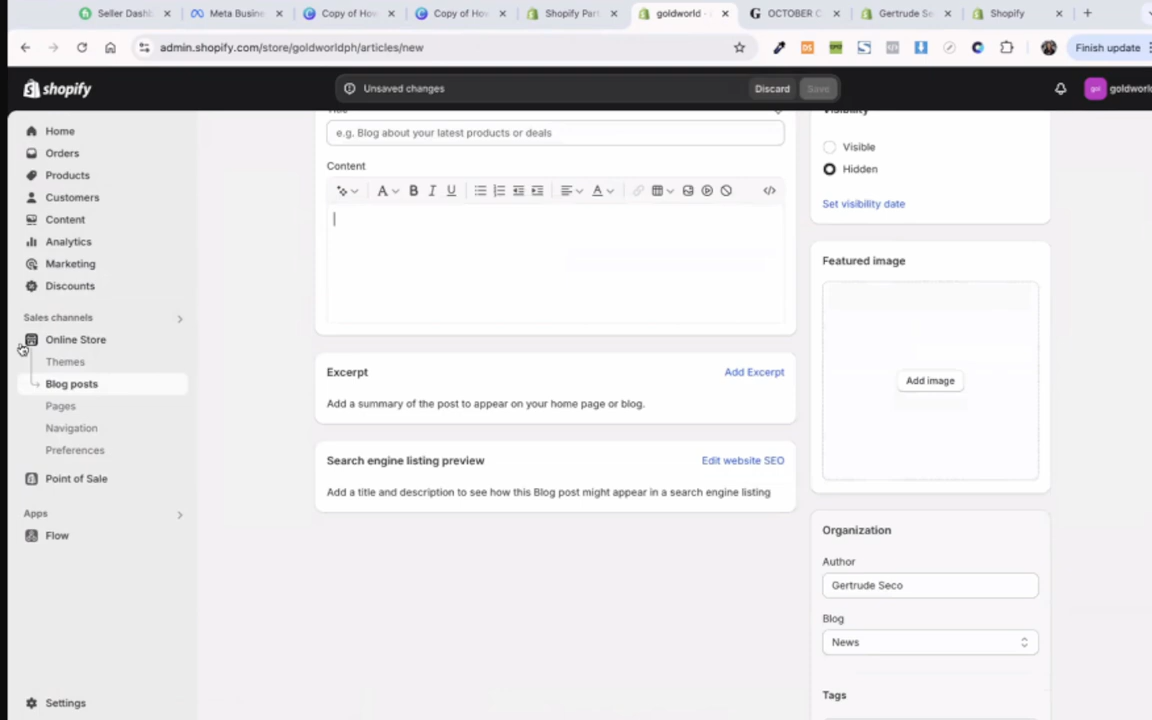 Seller Dashb
Meta Busine
Copy of How
Copy of How
Shopify Part
goldworld ·
OCTOBER C
Gertrude Se
Shopify
admin.shopify.com/store/goldworldph/articles/new
Finish update
shopify
Unsaved changes
Discard
Save
gol
goldworld
Home
Orders
Products
Customers
Content
Analytics
Marketing
Discounts
Sales channels
Online Store
Themes
Blog posts
Pages
Navigation
Preferences
Point of Sale
Apps
Flow
Settings
e.g. Blog about your latest products or deals
Content
Excerpt
Add Excerpt
Add a summary of the post to appear on your home page or blog.
Search engine listing preview
Edit website SEO
Add a title and description to see how this Blog post might appear in a search engine listing
Visibility
Visible
Hidden
Set visibility date
Featured image
Add image
Organization
Author
Gertrude Seco
Blog
News
Tags